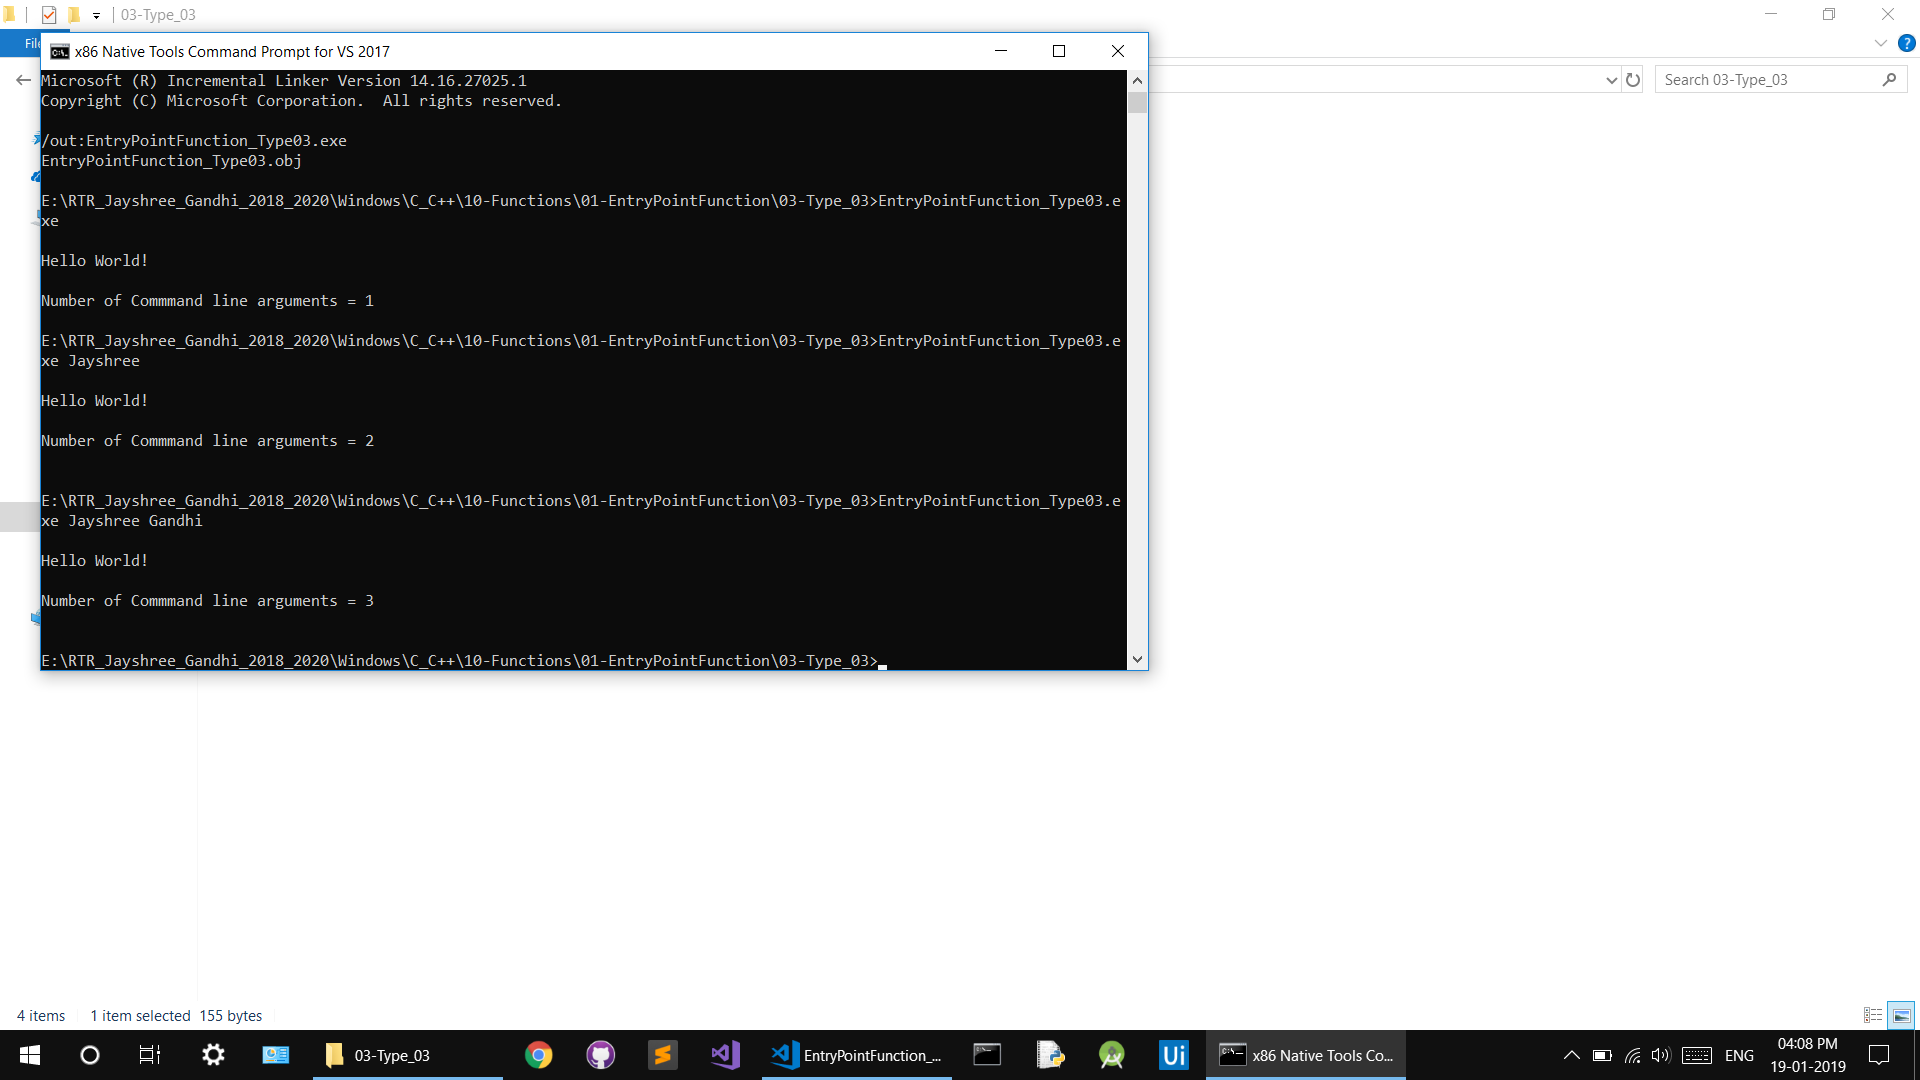 03-Type_03
File
x86 Native Tools Command Prompt for VS 2017
Search 03-Type_03
Microsoft (R) Incremental Linker Version 14.16.27025.1
Copyright (C) Microsoft Corporation.  All rights reserved.
/out:EntryPointFunction_Type03.exe
EntryPointFunction_Type03.obj
E:\RTR_Jayshree_Gandhi_2018_2020\Windows\C_C++\10-Functions\01-EntryPointFunction\03-Type_03>EntryPointFunction_Type03.e
xe
Hello World!
Number of Commmand line arguments = 1
E:\RTR_Jayshree_Gandhi_2018_2020\Windows\C_C++\10-Functions\01-EntryPointFunction\03-Type_03>EntryPointFunction_Type03.e
xe Jayshree
Hello World!
Number of Commmand line arguments = 2
E:\RTR_Jayshree_Gandhi_2018_2020\Windows\C_C++\10-Functions\01-EntryPointFunction\03-Type_03>EntryPointFunction_Type03.e
xe Jayshree Gandhi
Hello World!
Number of Commmand line arguments = 3
E:\RTR_Jayshree_Gandhi_2018_2020\Windows\C_C++\10-Functions\01-EntryPointFunction\03-Type_03>
4 items 1 item selected 155 bytes
03-Type_03
EntryPointFunction_...
Ui
x86 Native Tools Co...
ENG
04:08 PM
19-01-2019